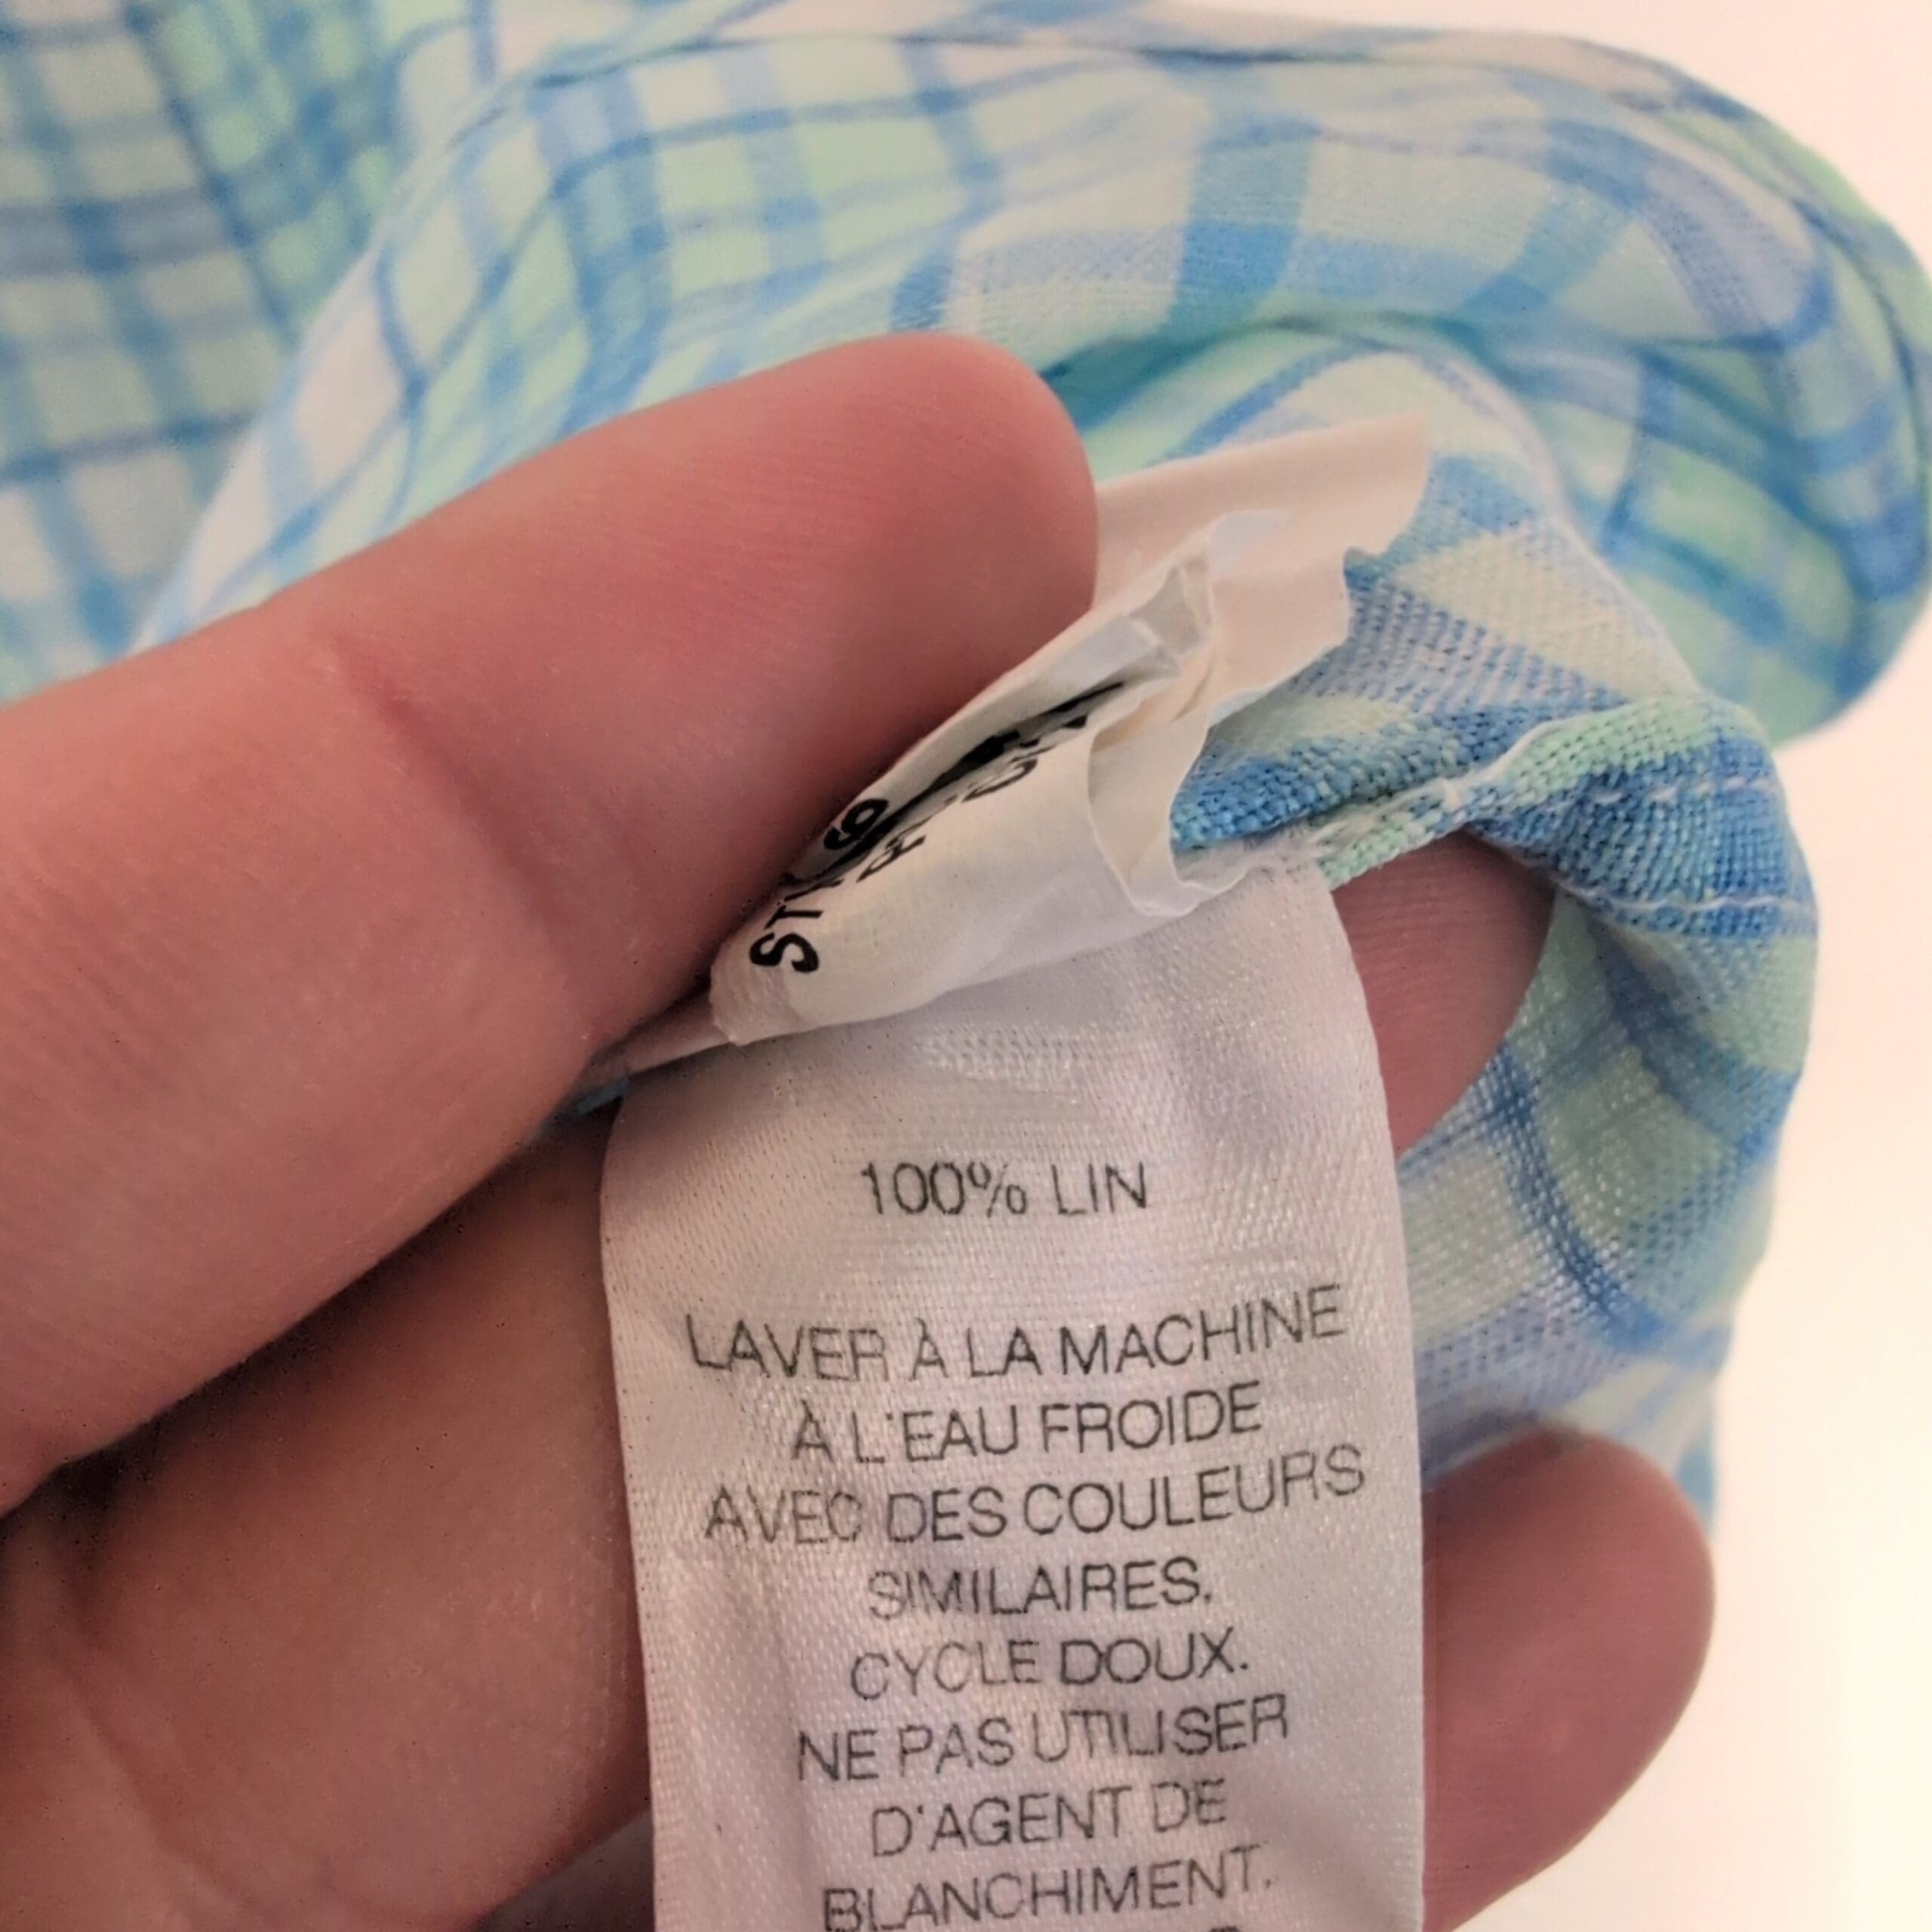 100% LIN
LAVER À LA MACHINE
À L'EAU FROIDE
AVEC DES COULEURS
SIMILAIRES.
CYCLE DOUX.
NE PAS UTILISER
D'AGENT DE
BLANCHIMENT.